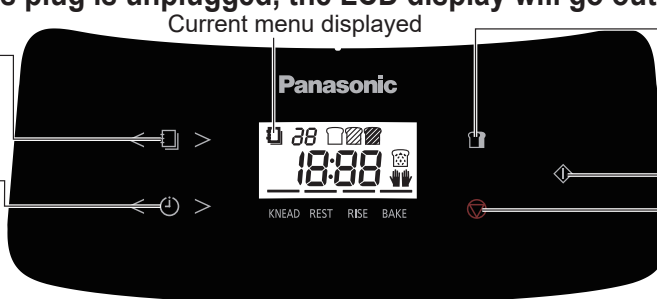 s plug is unplugged, the LCD display will go out
Current menu displayed
Panasonic
28
18:88
KNEAD REST RISE BAKE